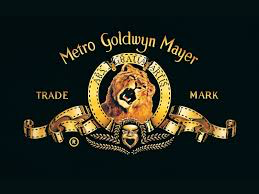 Metro Goldwyn Mayer
ARS GRATIA ARTIS
TRADE MARK
®